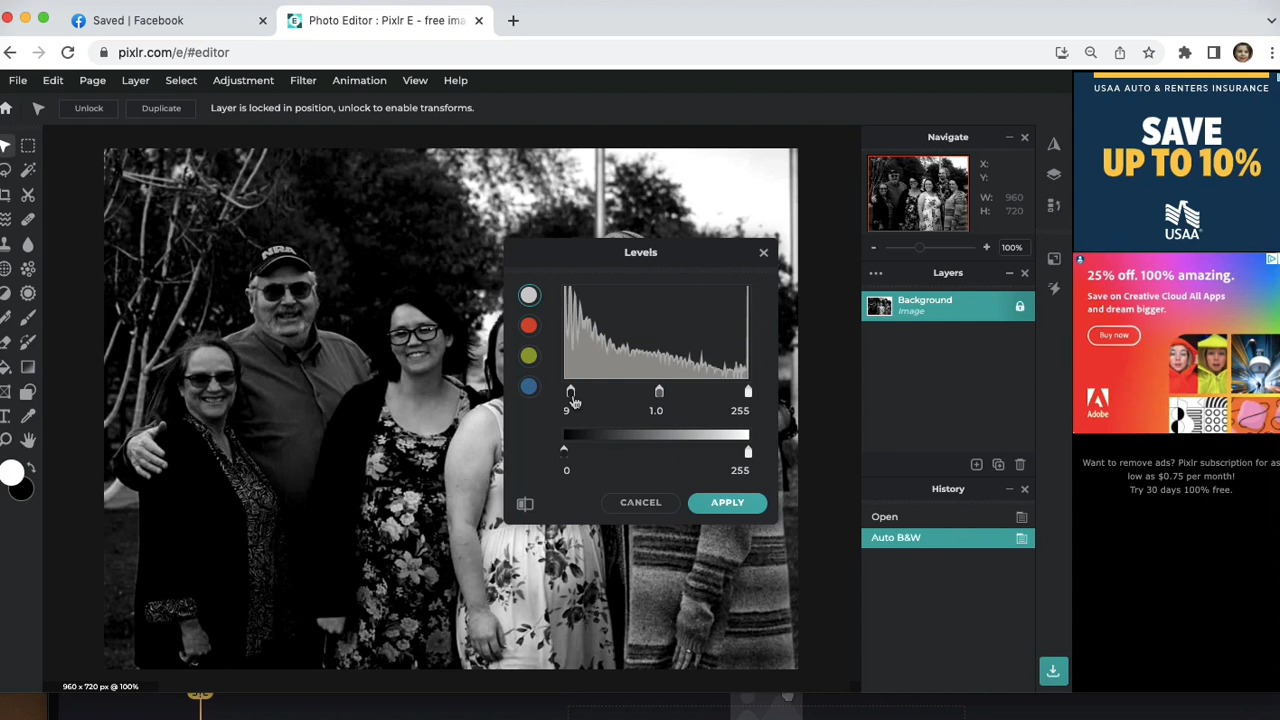 Saved | Facebook
Photo Editor : Pixlr E - free ima
pixlr.com/e/#editor
File Edit Page Layer Select Adjustment Filter Animation View Help
Unlock Duplicate Layer is locked in position, unlock to enable transforms.
Navigate
X:
Y:
W: 960
H: 720
100%
Layers
Background
Image
History
Open
Auto B&W
NRA
Levels
9 1.0 255
0 255
CANCEL APPLY
960 x 720 px @ 100%
USAA AUTO & RENTERS INSURANCE
SAVE
UP TO 10%
USAA
25% off. 100% amazing.
Save on Creative Cloud All Apps
and dream bigger.
Buy now
Adobe
Want to remove ads? Pixlr subscription for as
low as $0.75 per month!
Try 30 days 100% free.